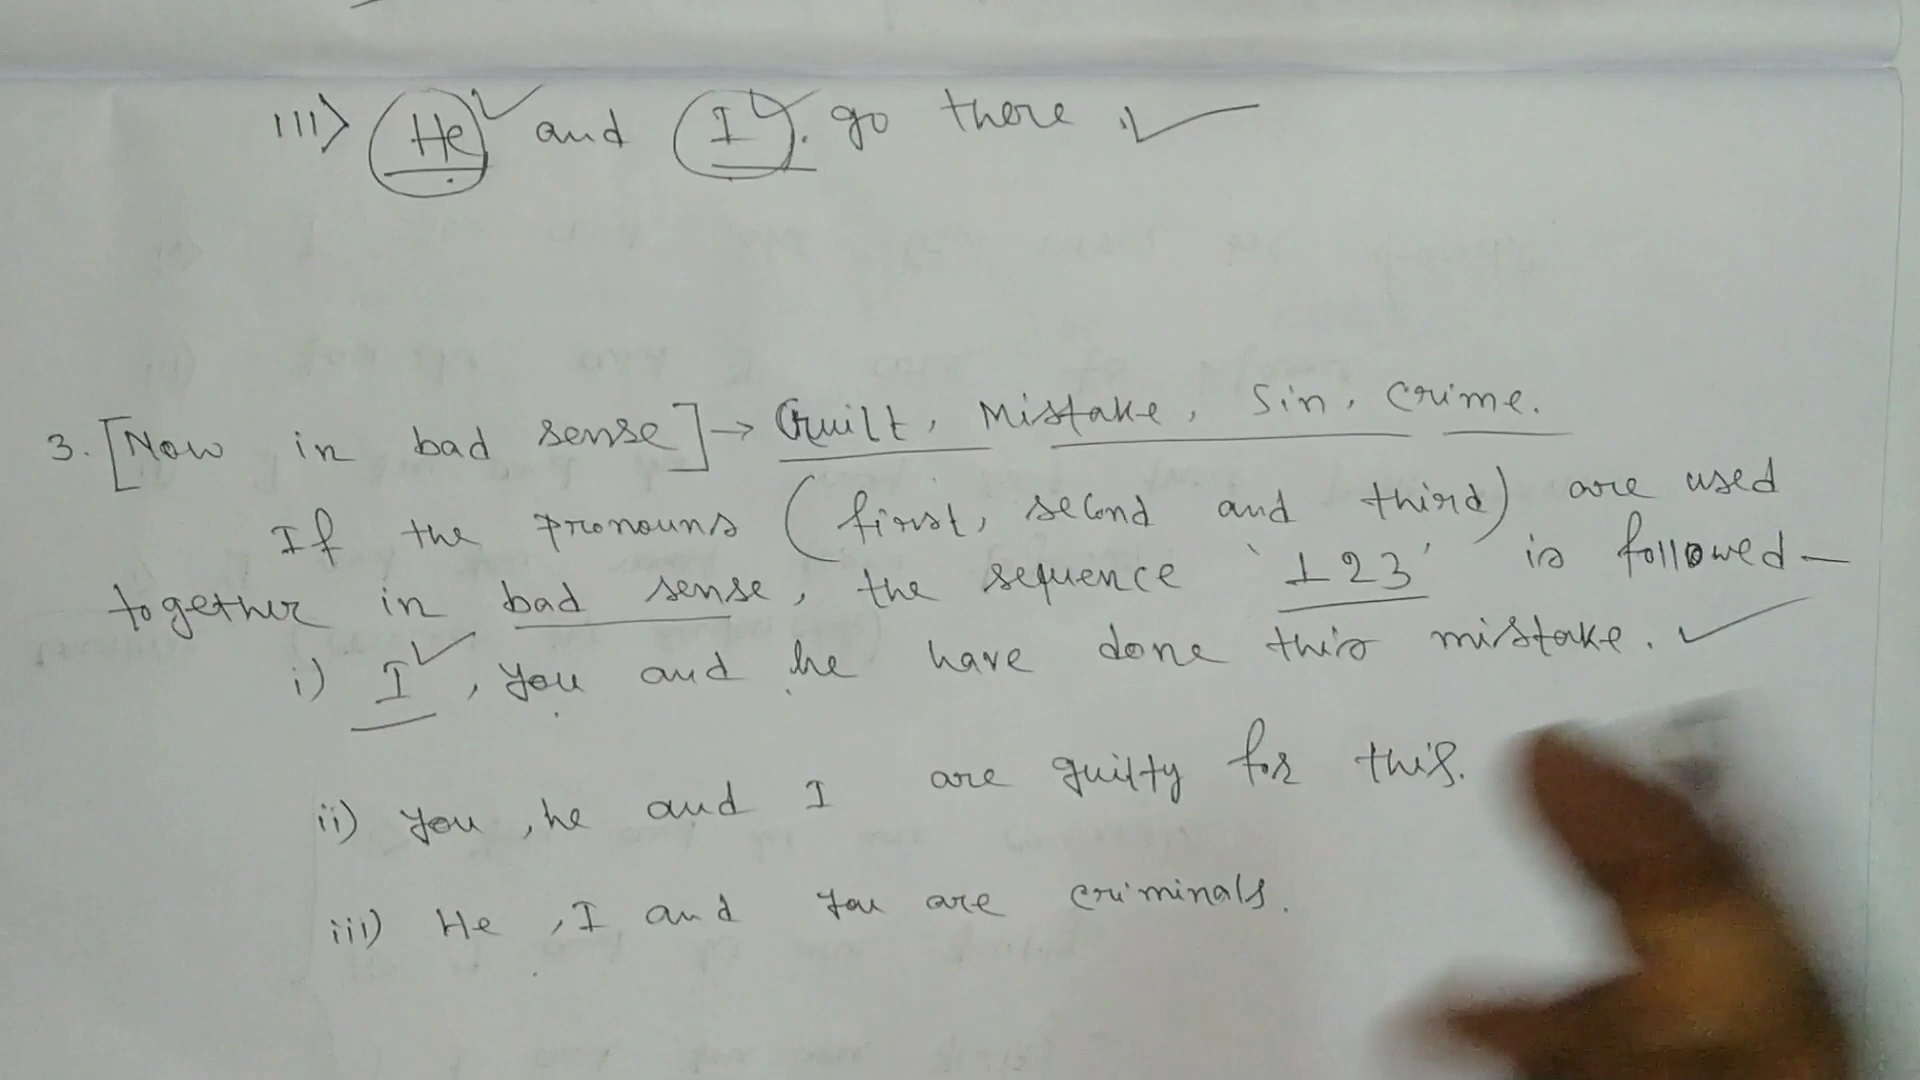 III> He and I. go there.
3. [Now in bad sense] → Guilt, Mistake, Sin, crime.
If the pronouns (first, second and third) are used
together in bad sense, the sequence '123' is followed—
i) I, you and he have done this mistake.
ii) you, he and I are guilty for this.
iii) He, I and you are criminals.